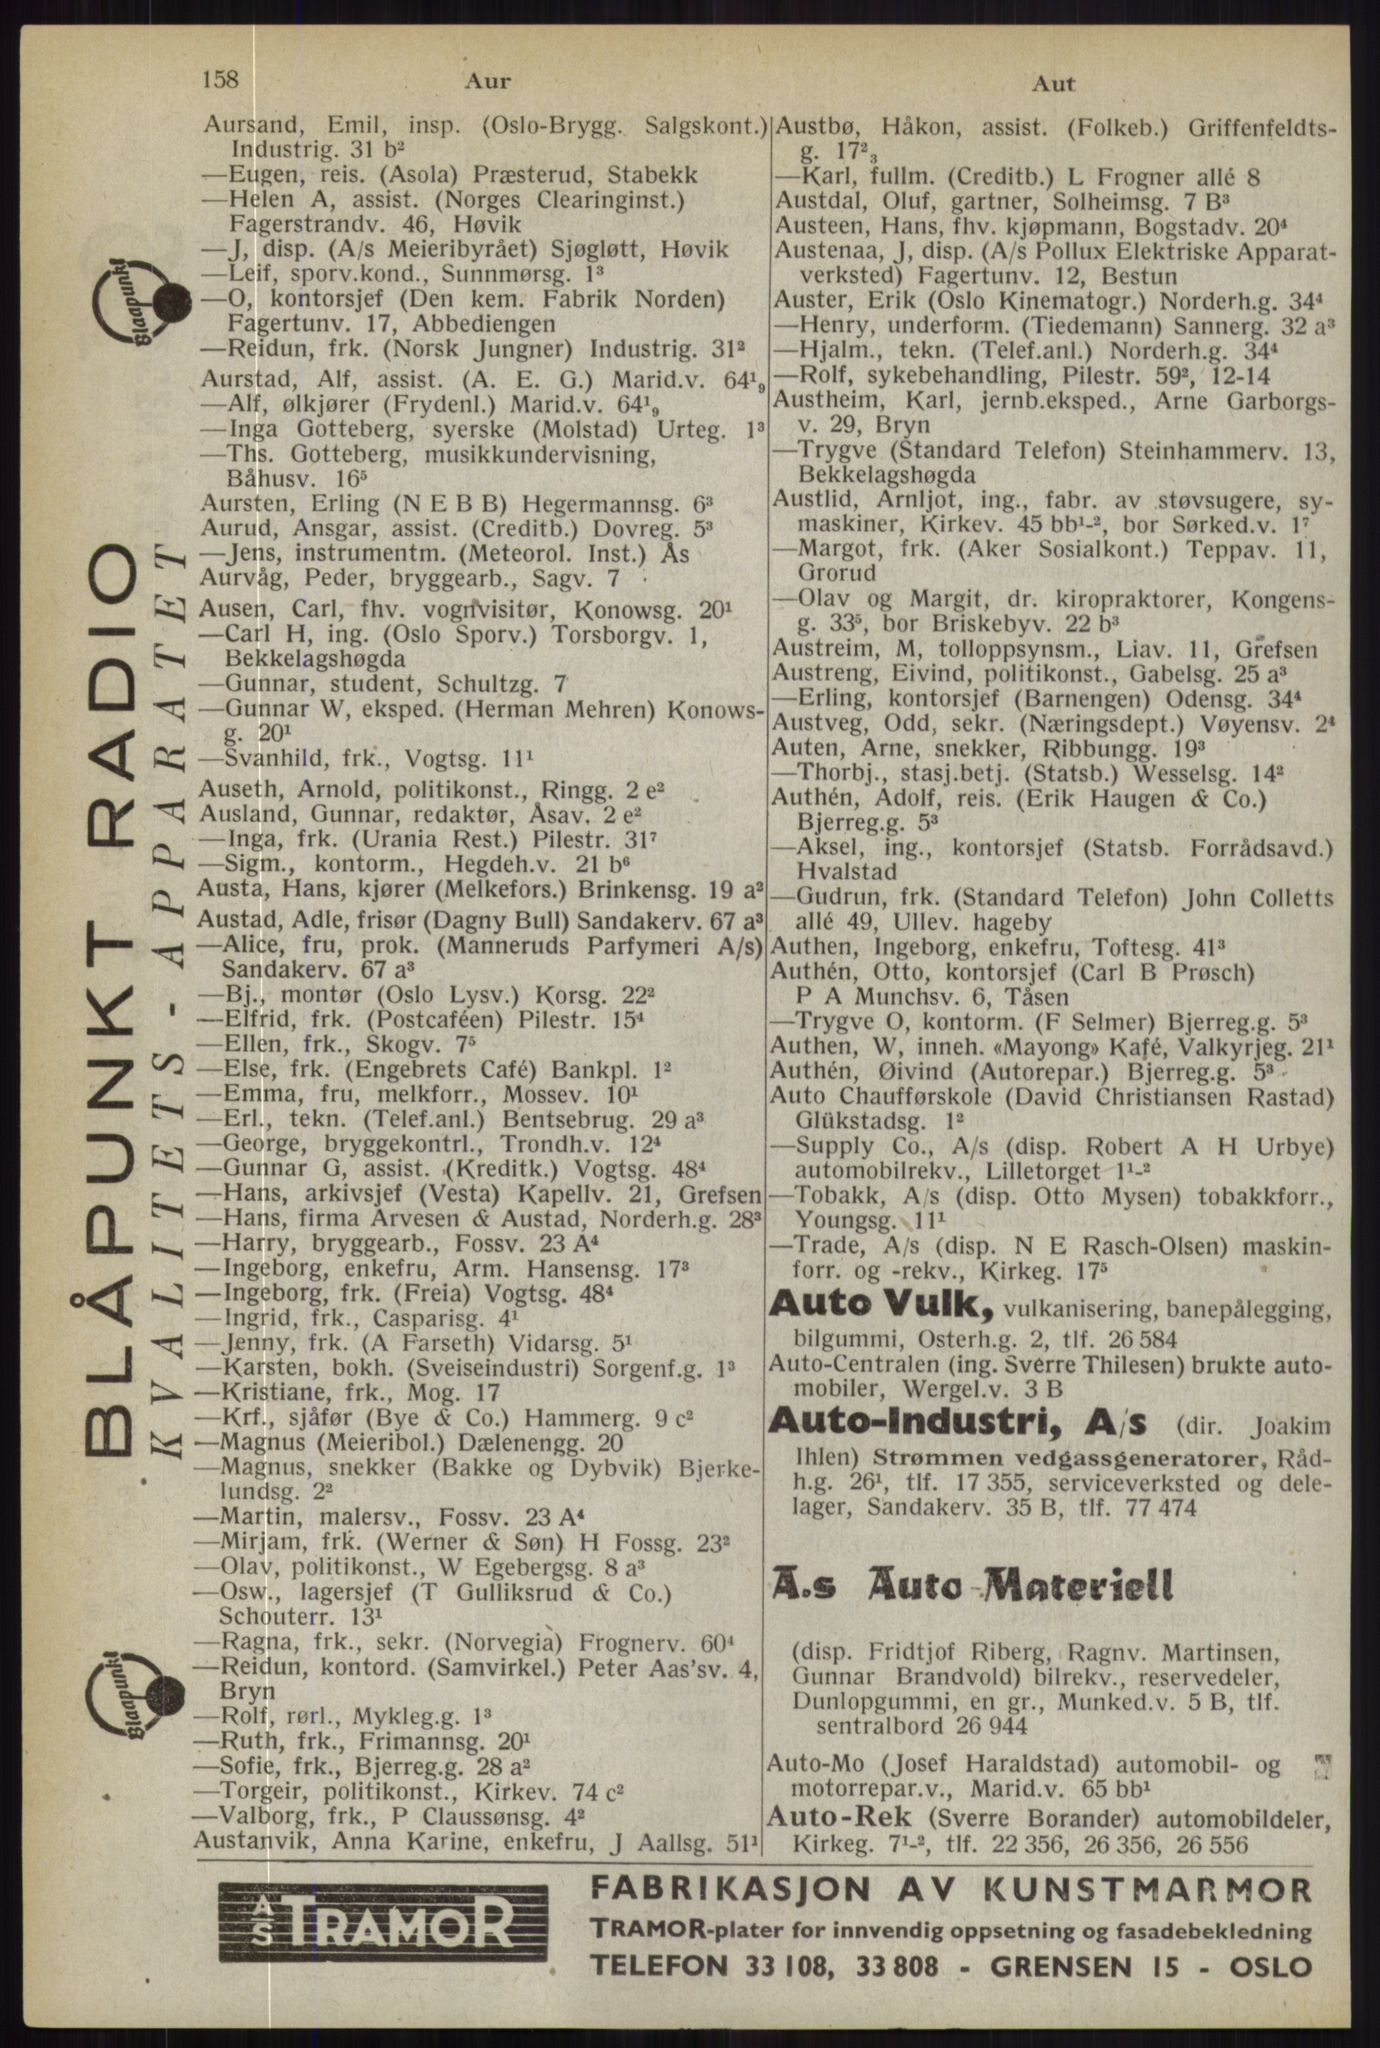 158
Aur
Aut
Aursand, Emil, insp. (Oslo-Brygg. Salgskont.)
Industrig. 31 b²
—Eugen, reis. (Asola) Præsterud, Stabekk
—Helen A, assist. (Norges Clearinginst.)
Fagerstrandv. 46, Høvik
—J, disp. (A/s Meieribyrået) Sjøgløtt, Høvik
—Leif, sporv.kond., Sunnmørsg. 1³
—O, kontorsjef (Den kem. Fabrik Norden)
Fagertunv. 17, Abbediengen
—Reidun, frk. (Norsk Jungner) Industrig. 31²
Aurstad, Alf, assist. (A. E. G.) Marid.v. 64¹₉
—Alf, ølkjører (Frydenl.) Marid.v. 64¹₉
—Inga Gotteberg, syerske (Molstad) Urteg. 1³
—Ths. Gotteberg, musikkundervisning,
Båhusv. 16⁵
Aursten, Erling (N E B B) Hegermannsg. 6³
Aurud, Ansgar, assist. (Creditb.) Dovreg. 5³
—Jens, instrumentm. (Meteorol. Inst.) Ås
Aurvåg, Peder, bryggearb., Sagv. 7
Ausen, Carl, fhv. vognvisitør, Konowsg. 20¹
—Carl H, ing. (Oslo Sporv.) Torsborgv. 1,
Bekkelagshøgda
—Gunnar, student, Schultzg. 7
—Gunnar W, eksped. (Herman Mehren) Konows-
g. 20¹
—Svanhild, frk., Vogtsg. 11¹
Auseth, Arnold, politikonst., Ringg. 2 e²
Ausland, Gunnar, redaktør, Åsav. 2 e²
—Inga, frk. (Urania Rest.) Pilestr. 31⁷
—Sigm., kontorm., Hegdeh.v. 21 b⁶
Austa, Hans, kjører (Melkefors.) Brinkensg. 19 a²
Austad, Adle, frisør (Dagny Bull) Sandakerv. 67 a³
—Alice, fru, prok. (Manneruds Parfymeri A/s)
Sandakerv. 67 a³
—Bj., montør (Oslo Lysv.) Korsg. 22²
—Elfrid, frk. (Postcaféen) Pilestr. 15⁴
—Ellen, frk., Skogv. 7⁵
—Else, frk. (Engebrets Café) Bankpl. 1²
—Emma, fru, melkforr., Mossev. 10¹
—Erl., tekn. (Telef.anl.) Bentsebrug. 29 a³
—George, bryggekontrl., Trondh.v. 12⁴
—Gunnar G, assist. (Kreditk.) Vogtsg. 48⁴
—Hans, arkivsjef (Vesta) Kapellv. 21, Grefsen
—Hans, firma Arvesen & Austad, Norderh.g. 28³
—Harry, bryggearb., Fossv. 23 A⁴
—Ingeborg, enkefru, Arm. Hansensg. 17³
—Ingeborg, frk. (Freia) Vogtsg. 48⁴
—Ingrid, frk., Casparisg. 4¹
—Jenny, frk. (A Farseth) Vidarsg. 5¹
—Karsten, bokh. (Sveiseindustri) Sorgenf.g. 1³
—Kristiane, frk., Mog. 17
—Krf., sjåfør (Bye & Co.) Hammerg. 9 c²
—Magnus (Meieribol.) Dælenengg. 20
—Magnus, snekker (Bakke og Dybvik) Bjerke-
lundsg. 2²
—Martin, malersv., Fossv. 23 A⁴
—Mirjam, frk. (Werner & Søn) H Fossg. 23²
—Olav, politikonst., W Egebergsg. 8 a³
—Osw., lagersjef (T Gulliksrud & Co.)
Schouterr. 13¹
—Ragna, frk., sekr. (Norvegia) Frognerv. 60⁴
—Reidun, kontord. (Samvirkel.) Peter Aas'sv. 4,
Bryn
—Rolf, rørl., Mykleg.g. 1³
—Ruth, frk., Frimannsg. 20¹
—Sofie, frk., Bjerreg.g. 28 a²
—Torgeir, politikonst., Kirkev. 74 c²
—Valborg, frk., P Claussønsg. 4²
Austanvik, Anna Karine, enkefru, J Aallsg. 51¹
Austbø, Håkon, assist. (Folkeb.) Griffenfeldts-
g. 17²₃
—Karl, fullm. (Creditb.) L Frogner allé 8
Austdal, Oluf, gartner, Solheimsg. 7 B³
Austeen, Hans, fhv. kjøpmann, Bogstadv. 20⁴
Austenaa, J, disp. (A/s Pollux Elektriske Apparat-
verksted) Fagertunv. 12, Bestun
Auster, Erik (Oslo Kinematogr.) Norderh.g. 34⁴
—Henry, underform. (Tiedemann) Sannerg. 32 a³
—Hjalm., tekn. (Telef.anl.) Norderh.g. 34⁴
—Rolf, sykebehandling, Pilestr. 59², 12-14
Austheim, Karl, jernb.eksped., Arne Garborgs-
v. 29, Bryn
—Trygve (Standard Telefon) Steinhammerv. 13,
Bekkelagshøgda
Austlid, Arnljot, ing., fabr. av støvsugere, sy-
maskiner, Kirkev. 45 bb¹-², bor Sørked.v. 1⁷
—Margot, frk. (Aker Sosialkont.) Teppav. 11,
Grorud
—Olav og Margit, dr. kiropraktorer, Kongens-
g. 33⁵, bor Briskebyv. 22 b³
Austreim, M, tolloppsynsm., Liav. 11, Grefsen
Austreng, Eivind, politikonst., Gabelsg. 25 a³
—Erling, kontorsjef (Barnengen) Odensg. 34⁴
Austveg, Odd, sekr. (Næringsdept.) Vøyensv. 2⁴
Auten, Arne, snekker, Ribbungg. 19³
—Thorbj., stasj.betj. (Statsb.) Wesselsg. 14²
Authén, Adolf, reis. (Erik Haugen & Co.)
Bjerreg.g. 5³
—Aksel, ing., kontorsjef (Statsb. Forrådsavd.)
Hvalstad
—Gudrun, frk. (Standard Telefon) John Colletts
allé 49, Ullev. hageby
Authen, Ingeborg, enkefru, Toftesg. 41³
Authén, Otto, kontorsjef (Carl B Prøsch)
P A Munchsv. 6, Tåsen
—Trygve O, kontorm. (F Selmer) Bjerreg.g. 5³
Authen, W, inneh. «Mayong» Kafé, Valkyrjeg. 21¹
Authén, Øivind (Autorepar.) Bjerreg.g. 5³
Auto Chaufførskole (David Christiansen Rastad)
Glükstadsg. 1²
—Supply Co., A/s (disp. Robert A H Urbye)
automobilrekv., Lilletorget 1¹-²
—Tobakk, A/s (disp. Otto Mysen) tobakkforr.,
Youngsg. 11¹
—Trade, A/s (disp. N E Rasch-Olsen) maskin-
forr. og -rekv., Kirkeg. 17⁵
Auto Vulk, vulkanisering, banepålegging,
bilgummi, Osterh.g. 2, tlf. 26 584
Auto-Centralen (ing. Sverre Thilesen) brukte auto-
mobiler, Wergel.v. 3 B
Auto-Industri, A/s (dir. Joakim
Ihlen) Strømmen vedgassgeneratorer, Råd-
h.g. 26¹, tlf. 17 355, serviceverksted og dele-
lager, Sandakerv. 35 B, tlf. 77 474
A.s Auto Materiell
(disp. Fridtjof Riberg, Ragnv. Martinsen,
Gunnar Brandvold) bilrekv., reservedeler,
Dunlopgummi, en gr., Munked.v. 5 B, tlf.
sentralbord 26 944
Auto-Mo (Josef Haraldstad) automobil- og
motorrepar.v., Marid.v. 65 bb¹
Auto-Rek (Sverre Borander) automobildeler,
Kirkeg. 7¹-², tlf. 22 356, 26 356, 26 556
Blaapunkt
BLÅPUNKT RADIO
KVALITETS-APPARATET
Blaapunkt
A/S TRAMOR
FABRIKASJON AV KUNSTMARMOR
TRAMOR-plater for innvendig oppsetning og fasadebekledning
TELEFON 33 108, 33 808 - GRENSEN 15 - OSLO